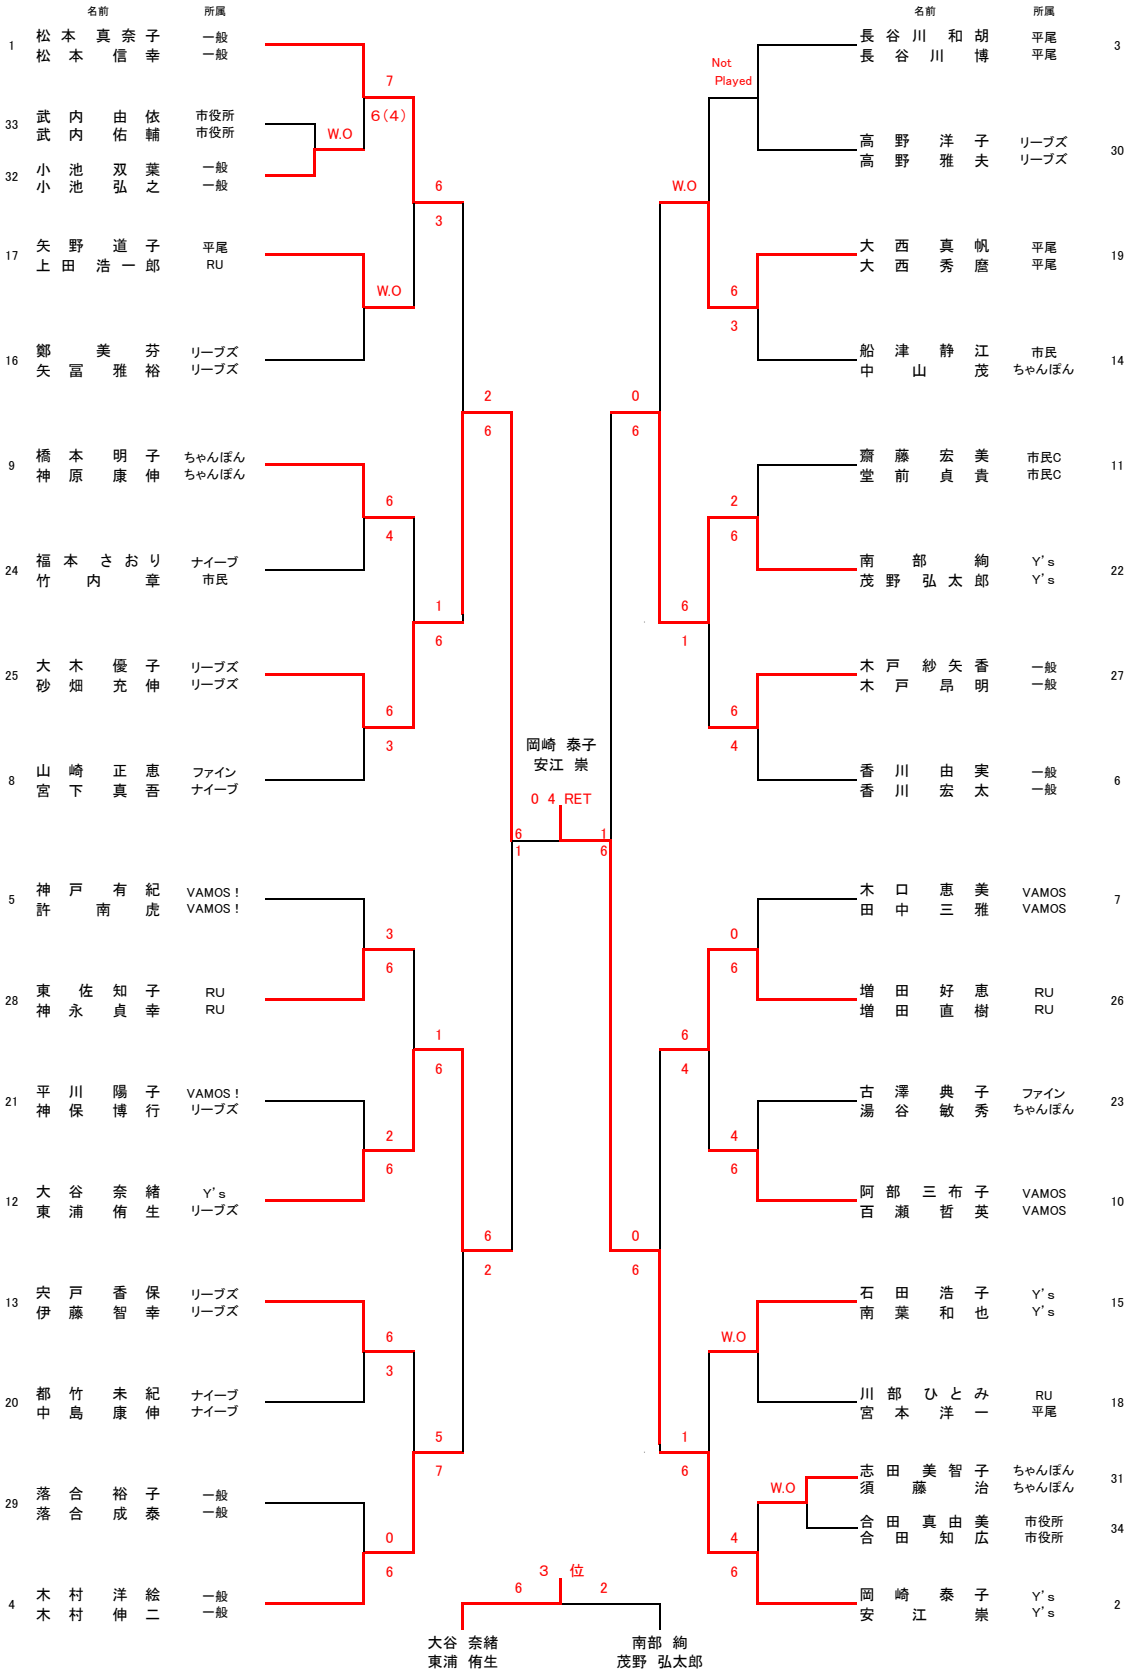 名前 所属
1 松本 真奈子 一般
松本 信幸 一般
7
6(4)
33 武内 由依 市役所
武内 佑輔 市役所
W.O
32 小池 双葉 一般
小池 弘之 一般
6
3
17 矢野 道子 平尾
上田 浩一郎 RU
W.O
16 鄭 美芬 リーブズ
矢冨 雅裕 リーブズ
2
6
9 橋本 明子 ちゃんぽん
神原 康伸 ちゃんぽん
6
4
24 福本 さおり ナイーブ
竹内 章 市民
1
6
25 大木 優子 リーブズ
砂畑 充伸 リーブズ
6
3
8 山崎 正恵 ファイン
宮下 真吾 ナイーブ
6
1
5 神戸 有紀 VAMOS!
許 南虎 VAMOS!
3
6
28 東 佐知子 RU
神永 貞幸 RU
1
6
21 平川 陽子 VAMOS!
神保 博行 リーブズ
2
6
12 大谷 奈緒 Y's
東浦 侑生 リーブズ
6
2
13 宍戸 香保 リーブズ
伊藤 智幸 リーブズ
6
3
20 都竹 未紀 ナイーブ
中島 康伸 ナイーブ
5
7
29 落合 裕子 一般
落合 成泰 一般
0
6
4 木村 洋絵 一般
木村 伸二 一般
岡崎 泰子
安江 崇
0 4 RET
3 位
6 2
大谷 奈緒 南部 絢
東浦 侑生 茂野 弘太郎
名前 所属
長谷川 和胡 平尾 3
長谷川 博 平尾
Not
Played
高野 洋子 リーブズ 30
高野 雅夫 リーブズ
W.O
大西 真帆 平尾 19
大西 秀麿 平尾
6
3
船津 静江 市民 14
中山 茂 ちゃんぽん
0
6
齋藤 宏美 市民C 11
堂前 貞貴 市民C
2
6
南部 絢 Y's 22
茂野 弘太郎 Y's
6
1
木戸 紗矢香 一般 27
木戸 昂明 一般
6
4
香川 由実 一般 6
香川 宏太 一般
1
6
木口 恵美 VAMOS 7
田中 三雅 VAMOS
0
6
増田 好恵 RU 26
増田 直樹 RU
6
4
古澤 典子 ファイン 23
湯谷 敏秀 ちゃんぽん
4
6
阿部 三布子 VAMOS 10
百瀬 哲英 VAMOS
0
6
石田 浩子 Y's 15
南葉 和也 Y's
W.O
川部 ひとみ RU 18
宮本 洋一 平尾
1
6
志田 美智子 ちゃんぽん 31
須藤 治 ちゃんぽん
W.O
合田 真由美 市役所 34
合田 知広 市役所
4
6
岡崎 泰子 Y's 2
安江 崇 Y's